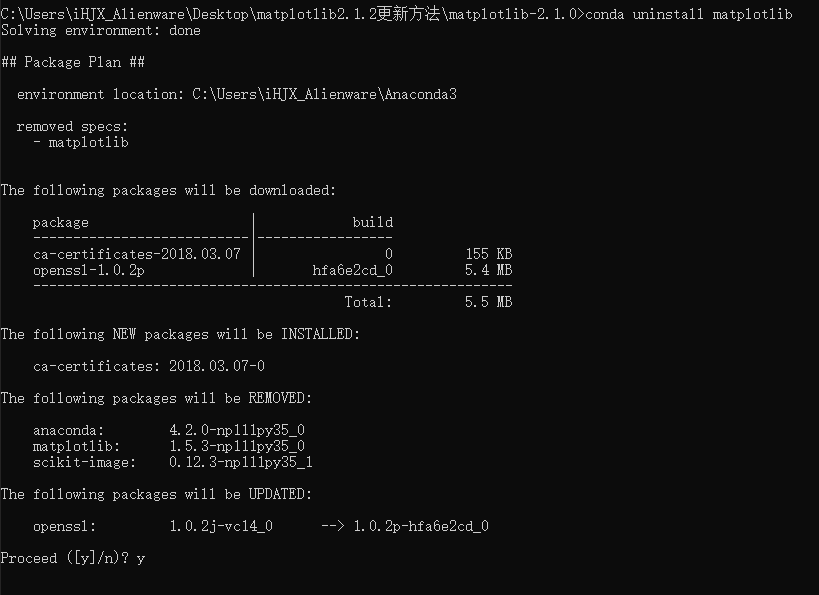 C:\Users\iHJX_Alienware\Desktop\matplotlib2.1.2更新方法\matplotlib-2.1.0>conda uninstall matplotlib
Solving environment: done
## Package Plan ##
environment location: C:\Users\iHJX_Alienware\Anaconda3
removed specs:
- matplotlib
The following packages will be downloaded:
package | build
---------------------------|-----------------
ca-certificates-2018.03.07 | 0 155 KB
openssl-1.0.2p | hfa6e2cd_0 5.4 MB
------------------------------------------------------------
Total: 5.5 MB
The following NEW packages will be INSTALLED:
ca-certificates: 2018.03.07-0
The following packages will be REMOVED:
anaconda: 4.2.0-np111py35_0
matplotlib: 1.5.3-np111py35_0
scikit-image: 0.12.3-np111py35_1
The following packages will be UPDATED:
openssl: 1.0.2j-vc14_0 --> 1.0.2p-hfa6e2cd_0
Proceed ([y]/n)? y